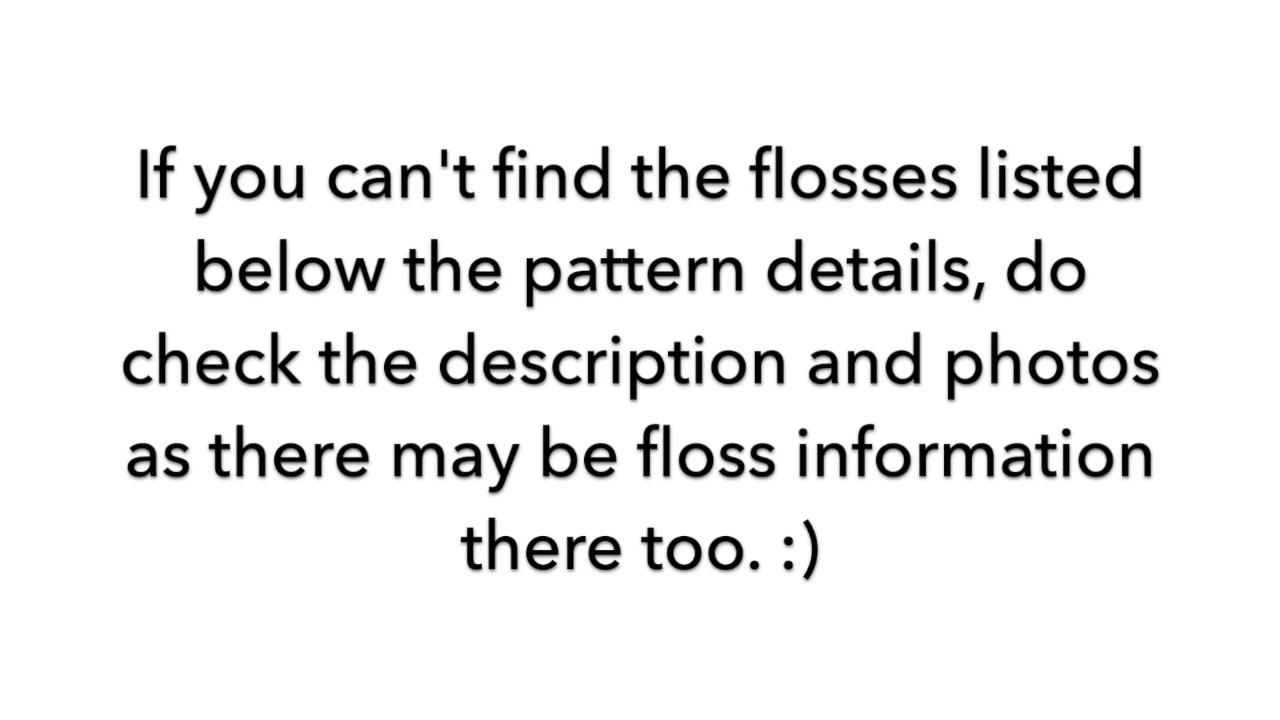 If you can't find the flosses listed
below the pattern details, do
check the description and photos
as there may be floss information
there too. :)